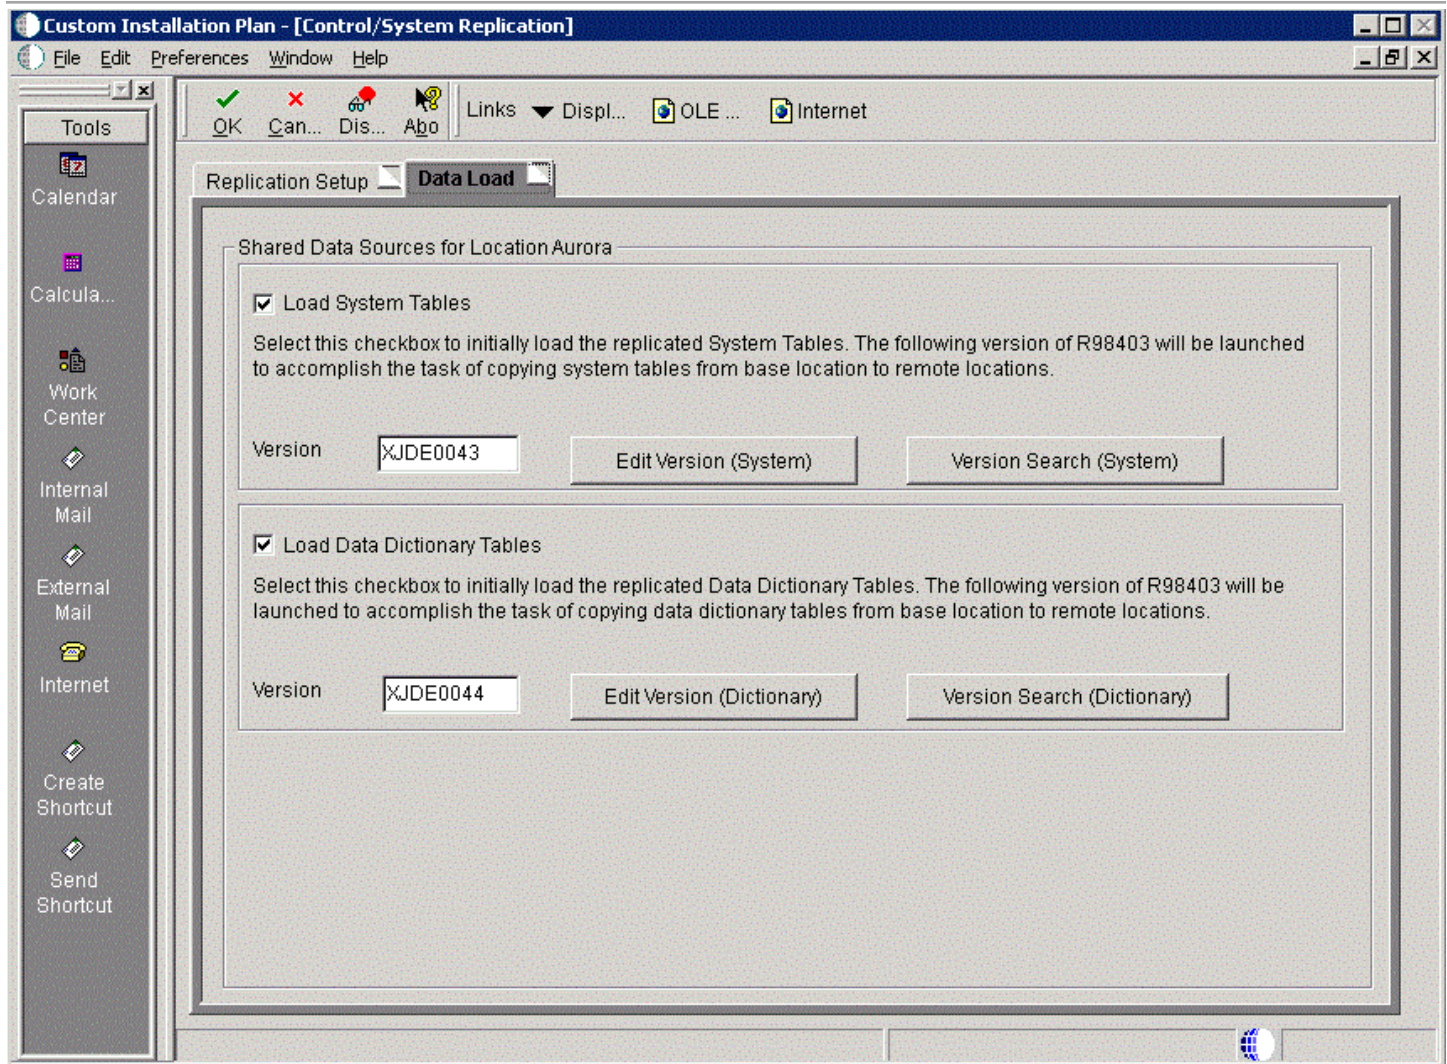 Custom Installation Plan - [Control/System Replication]
File Edit Preferences Window Help
Tools
OK Can... Dis... Abo Links Displ... OLE ... Internet
Calendar
Calcula...
Work
Center
Internal
Mail
External
Mail
Internet
Create
Shortcut
Send
Shortcut
Replication Setup Data Load
Shared Data Sources for Location Aurora
Load System Tables
Select this checkbox to initially load the replicated System Tables. The following version of R98403 will be launched
to accomplish the task of copying system tables from base location to remote locations.
Version XJDE0043 Edit Version (System) Version Search (System)
Load Data Dictionary Tables
Select this checkbox to initially load the replicated Data Dictionary Tables. The following version of R98403 will be
launched to accomplish the task of copying data dictionary tables from base location to remote locations.
Version XJDE0044 Edit Version (Dictionary) Version Search (Dictionary)